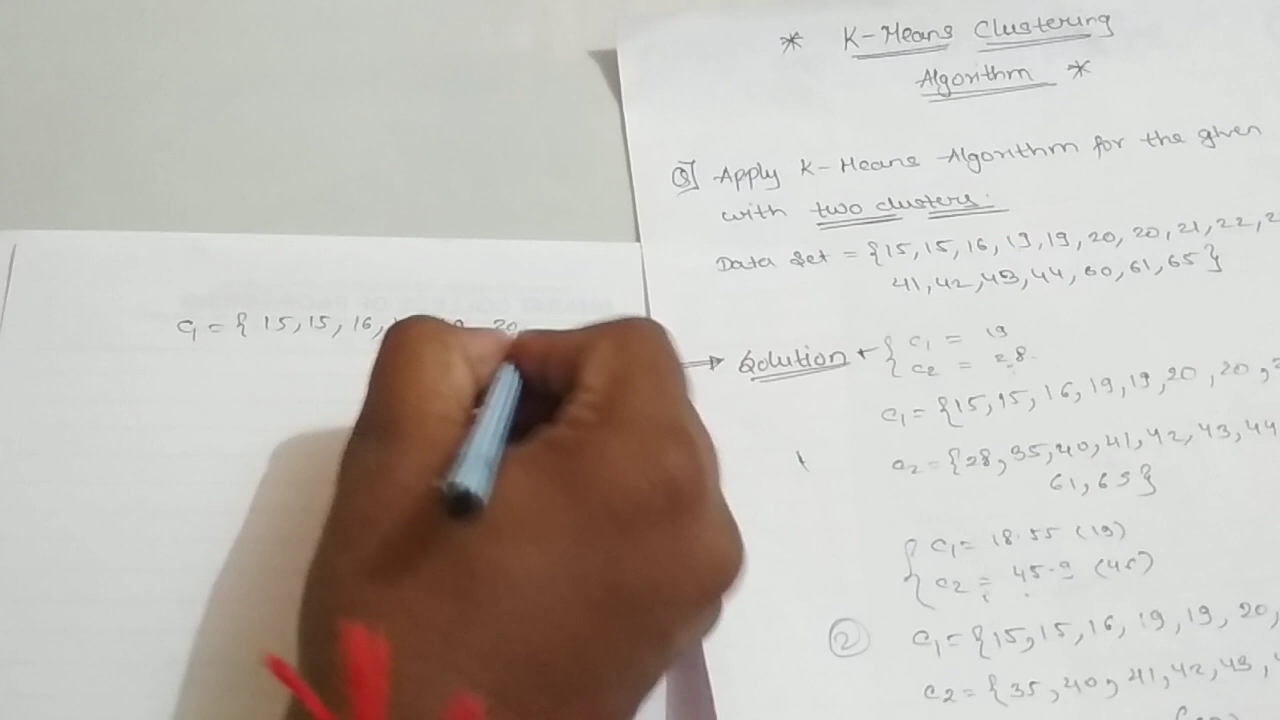 * K-Means Clustering
Algorithm *
Q] Apply K-Means Algorithm for the given
with two clusters.
Data Set = {15, 15, 16, 19, 19, 20, 20, 21, 22, 2
41, 42, 43, 44, 60, 61, 65}
Solution { c1 = 19
c2 = 28.
c1 = {15, 15, 16, 19, 19, 20, 20, 2
c2 = {28, 35, 40, 41, 42, 43, 44
61, 65}
{ c1 = 18.55 (19)
c2 = 45.9 (46)
② c1 = {15, 15, 16, 19, 19, 20,
c2 = {35, 40, 41, 42, 43,
C1 = { 15, 15, 16, 20